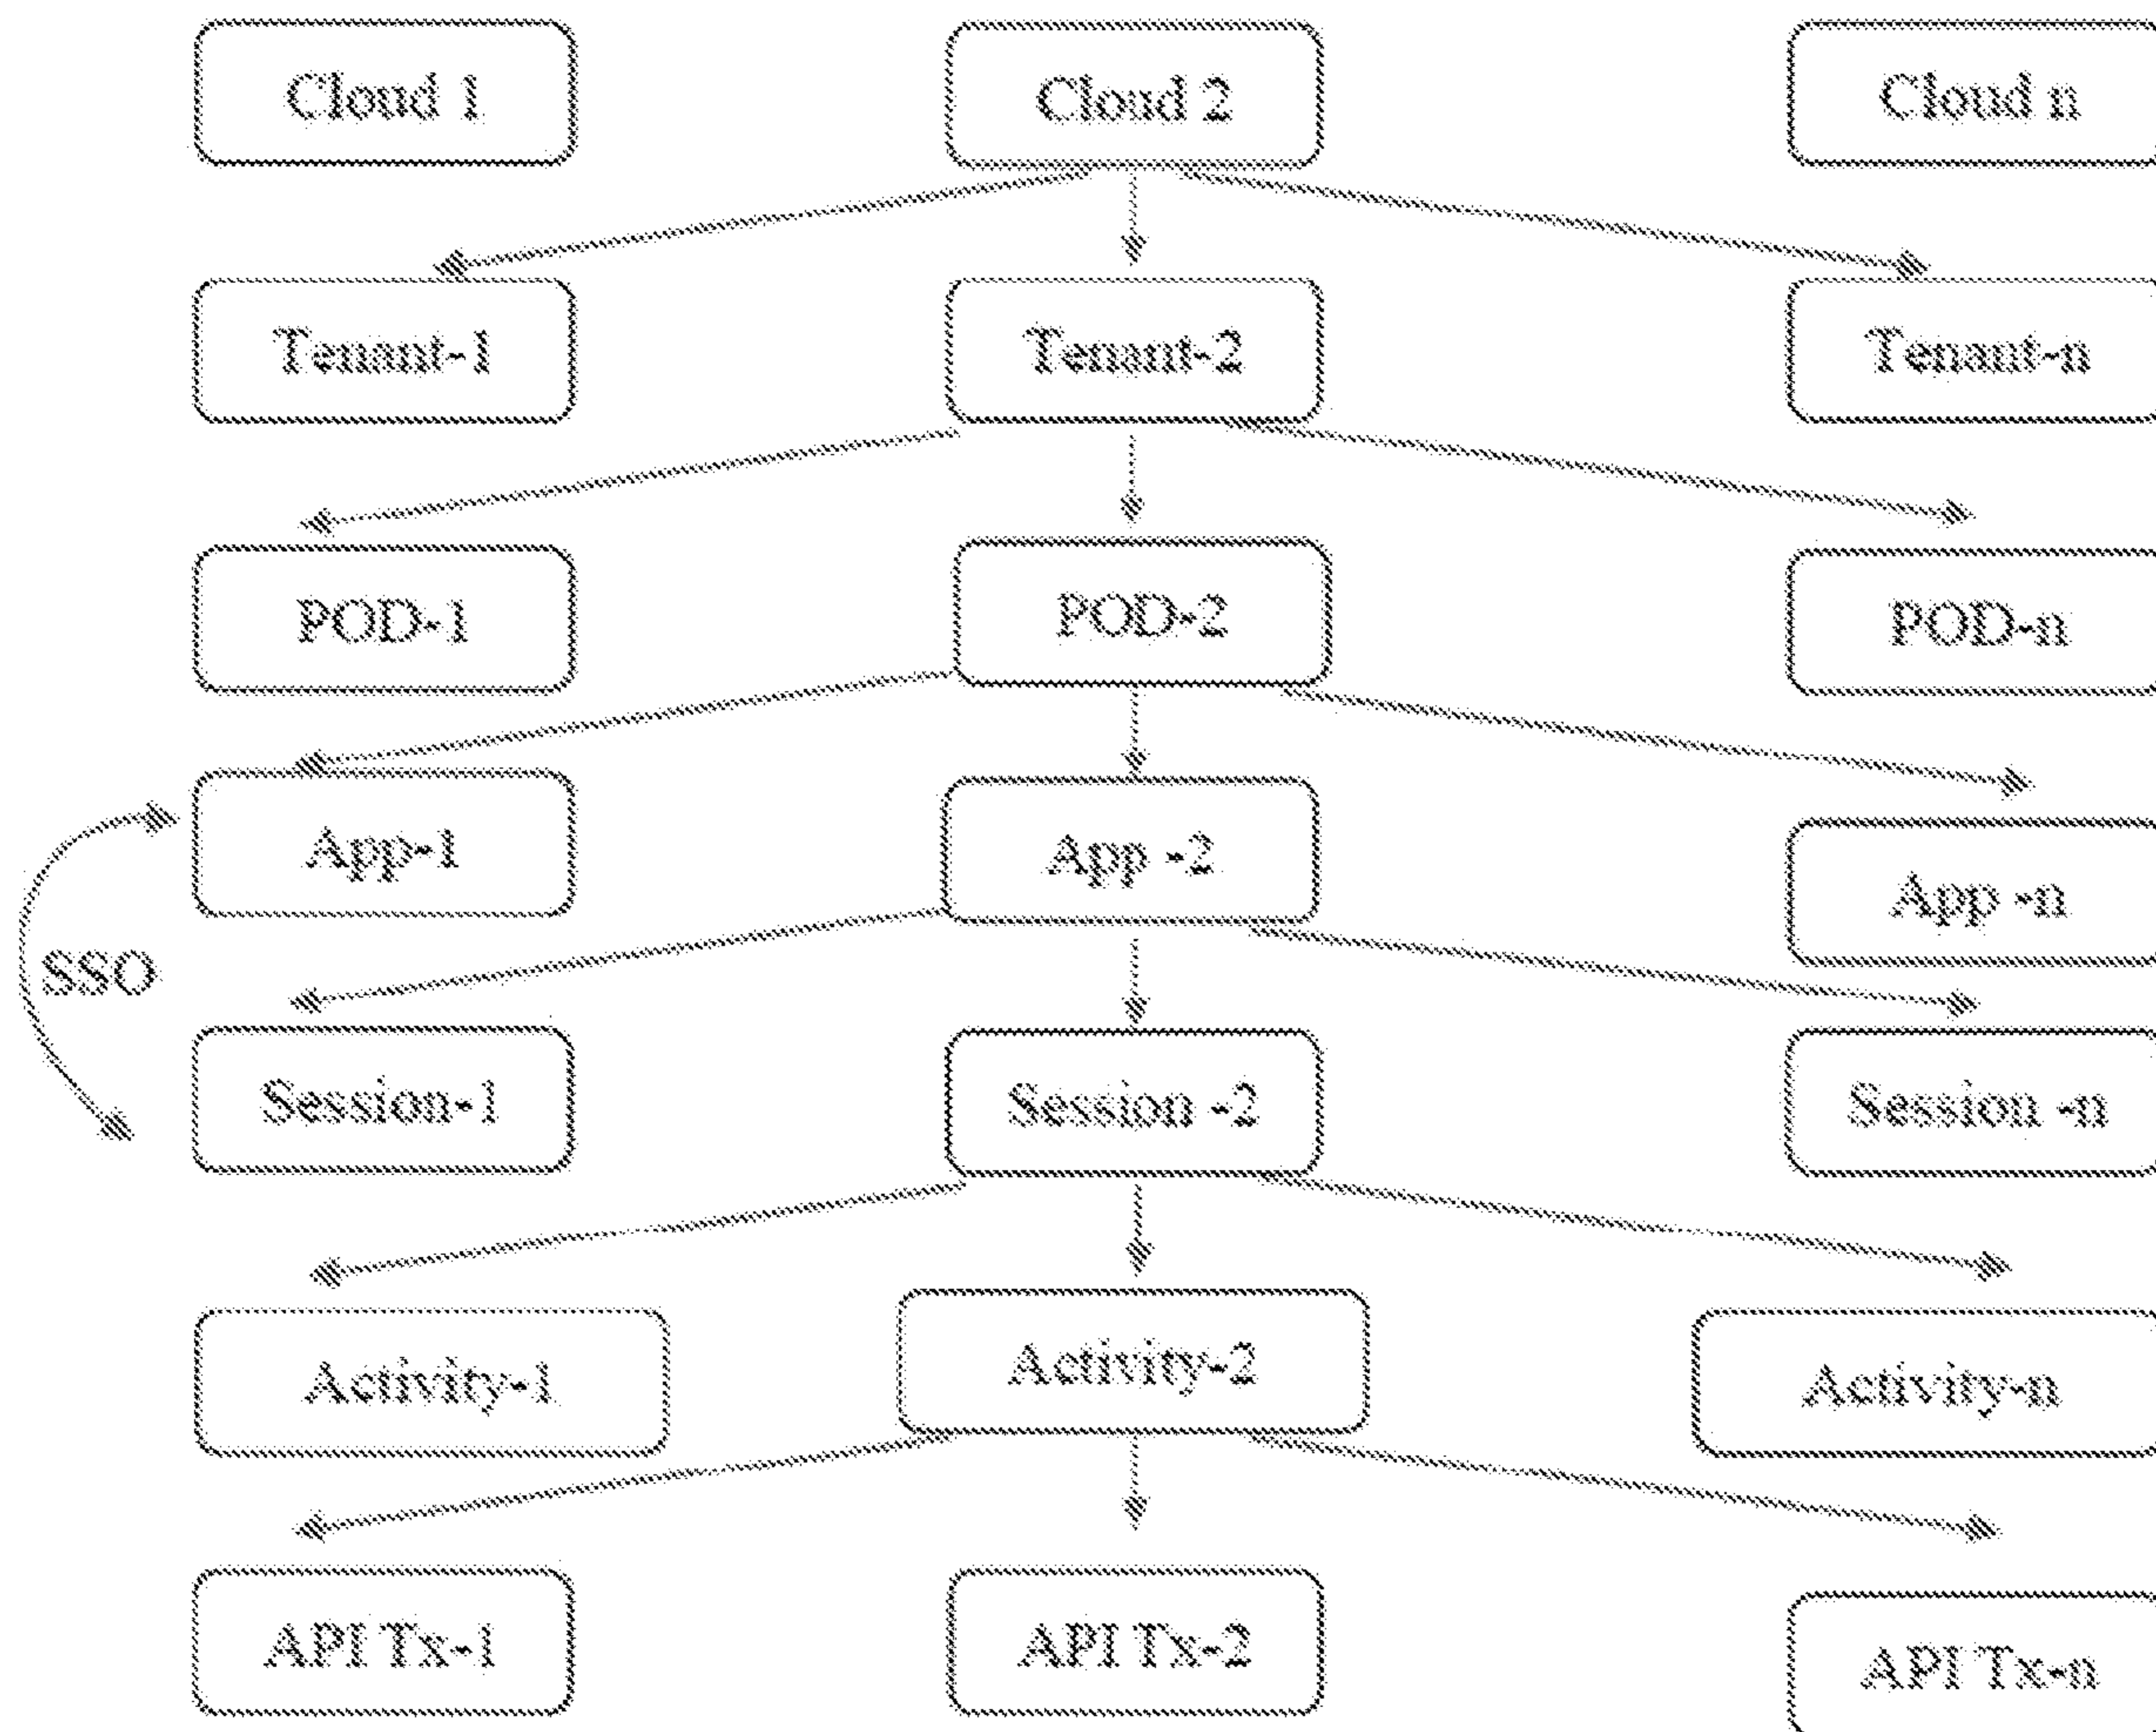 Cloud 1
Cloud 2
Cloud n
Tenant-1
Tenant-2
Tenant-n
POD-1
POD-2
POD-n
App-1
App -2
App -n
SSO
Session-1
Session -2
Session -n
Activity-1
Activity-2
Activity-n
API Tx-1
API Tx-2
API Tx-n